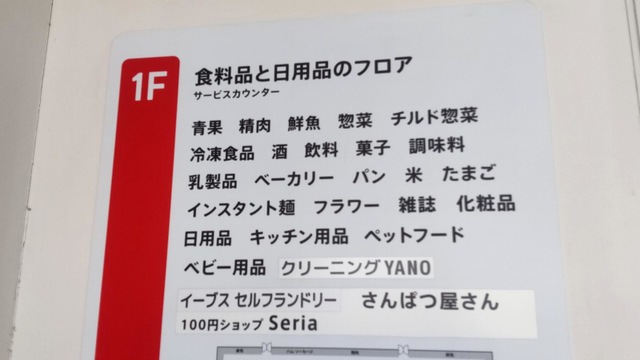 1F
食料品と日用品のフロア
サービスカウンター
青果 精肉 鮮魚 惣菜 チルド惣菜
冷凍食品 酒 飲料 菓子 調味料
乳製品 ベーカリー パン 米 たまご
インスタント麺 フラワー 雑誌 化粧品
日用品 キッチン用品 ペットフード
ベビー用品 クリーニングYANO
イーブス セルフランドリー さんぱつ屋さん
100円ショップ Seria